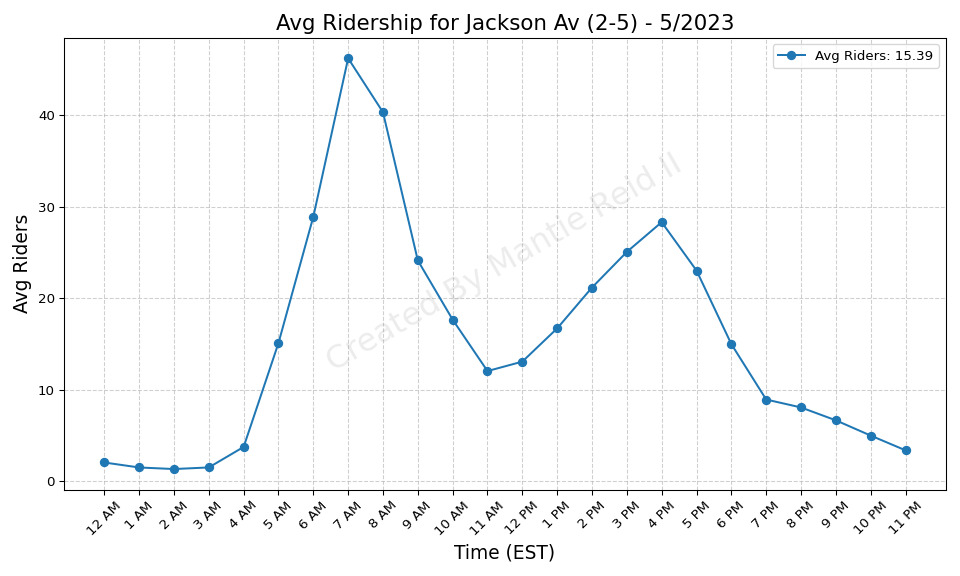 Avg Ridership for Jackson Av (2-5) - 5/2023
Avg Riders: 15.39
Avg Riders
40
30
20
10
0
Created By Mantie Reid II
12 AM
1 AM
2 AM
3 AM
4 AM
5 AM
6 AM
7 AM
8 AM
9 AM
10 AM
11 AM
12 PM
1 PM
2 PM
3 PM
4 PM
5 PM
6 PM
7 PM
8 PM
9 PM
10 PM
11 PM
Time (EST)